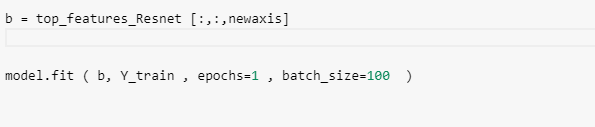 b = top_features_Resnet [:,:,newaxis]
model.fit ( b, Y_train , epochs=1 , batch_size=100  )